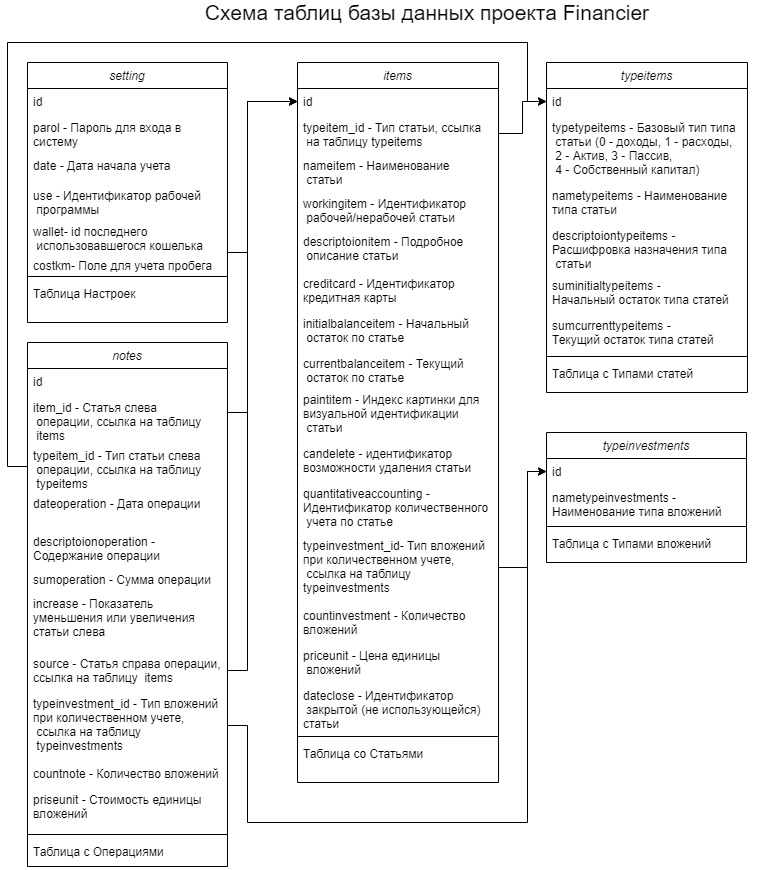 Схема таблиц базы данных проекта Financier
setting
id
parol - Пароль для входа в
систему
date - Дата начала учета
use - Идентификатор рабочей
программы
wallet- id последнего
использовавшегося кошелька
costkm- Поле для учета пробега
Таблица Настроек
notes
id
item_id - Статья слева
операции, ссылка на таблицу
items
typeitem_id - Тип статьи слева
операции, ссылка на таблицу
typeitems
dateoperation - Дата операции
descriptoionoperation -
Содержание операции
sumoperation - Сумма операции
increase - Показатель
уменьшения или увеличения
статьи слева
source - Статья справа операции,
ссылка на таблицу items
typeinvestment_id - Тип вложений
при количественном учете,
ссылка на таблицу
typeinvestments
countnote - Количество вложений
priseunit - Стоимость единицы
вложений
Таблица с Операциями
items
id
typeitem_id - Тип статьи, ссылка
на таблицу typeitems
nameitem - Наименование
статьи
workingitem - Идентификатор
рабочей/нерабочей статьи
descriptoionitem - Подробное
описание статьи
creditcard - Идентификатор
кредитная карты
initialbalanceitem - Начальный
остаток по статье
currentbalanceitem - Текущий
остаток по статье
paintitem - Индекс картинки для
визуальной идентификации
статьи
candelete - идентификатор
возможности удаления статьи
quantitativeaccounting -
Идентификатор количественного
учета по статье
typeinvestment_id- Тип вложений
при количественном учете,
ссылка на таблицу
typeinvestments
countinvestment - Количество
вложений
priceunit - Цена единицы
вложений
dateclose - Идентификатор
закрытой (не использующейся)
статьи
Таблица со Статьями
typeitems
id
typetypeitems - Базовый тип типа
статьи (0 - доходы, 1 - расходы,
2 - Актив, 3 - Пассив,
4 - Собственный капитал)
nametypeitems - Наименование
типа статьи
descriptoiontypeitems -
Расшифровка назначения типа
статьи
suminitialtypeitems -
Начальный остаток типа статей
sumcurrenttypeitems -
Текущий остаток типа статей
Таблица с Типами статей
typeinvestments
id
nametypeinvestments -
Наименование типа вложений
Таблица с Типами вложений